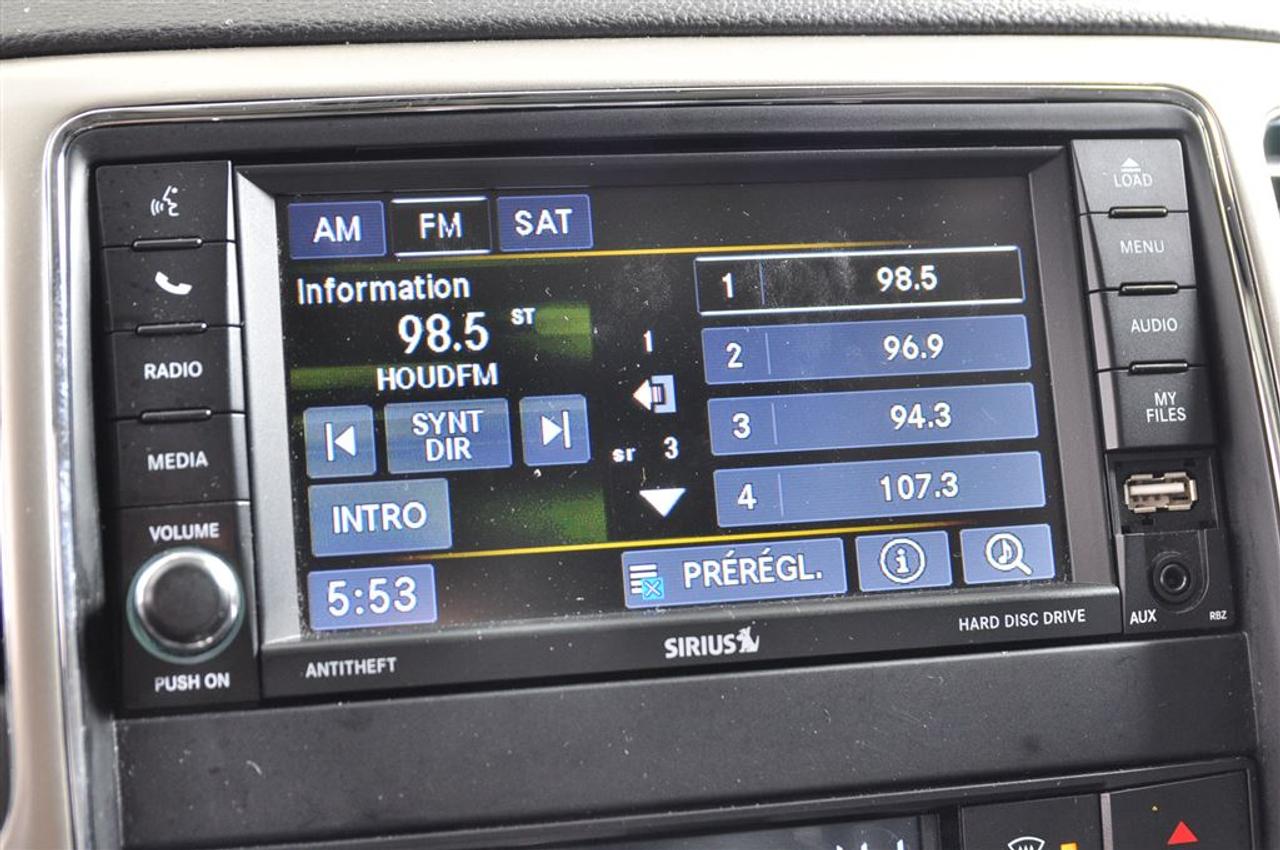 LOAD
MENU
AUDIO
MY
FILES
RADIO
MEDIA
VOLUME
PUSH ON
AM FM SAT
Information
98.5 ST
HOUDFM
SYNT
DIR
INTRO
5:53
1
sr 3
1 98.5
2 96.9
3 94.3
4 107.3
PRÉRÉGL.
i
ANTITHEFT
SIRIUS
HARD DISC DRIVE
AUX
RBZ